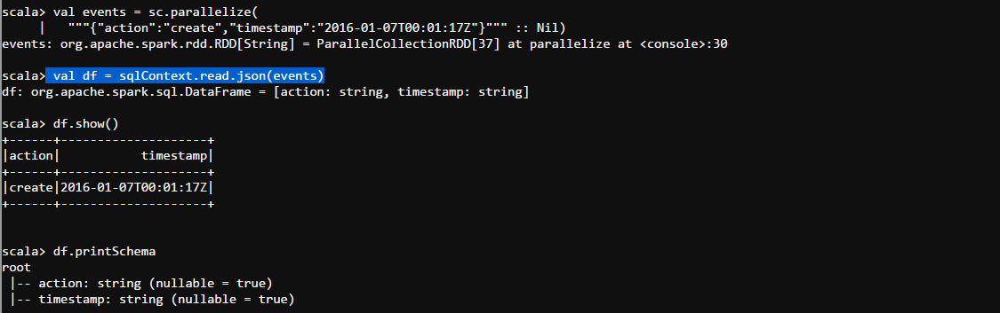 scala> val events = sc.parallelize(
     |   """{"action":"create","timestamp":"2016-01-07T00:01:17Z"}""" :: Nil)
events: org.apache.spark.rdd.RDD[String] = ParallelCollectionRDD[37] at parallelize at <console>:30
scala> val df = sqlContext.read.json(events)
df: org.apache.spark.sql.DataFrame = [action: string, timestamp: string]
scala> df.show()
+------+--------------------+
|action|           timestamp|
+------+--------------------+
|create|2016-01-07T00:01:17Z|
+------+--------------------+
scala> df.printSchema
root
 |-- action: string (nullable = true)
 |-- timestamp: string (nullable = true)